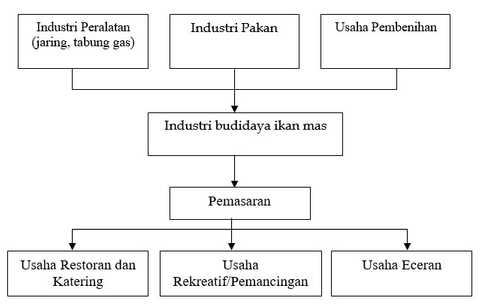 Industri Peralatan
(jaring, tabung gas)
Industri Pakan
Usaha Pembenihan
Industri budidaya ikan mas
Pemasaran
Usaha Restoran dan
Katering
Usaha
Rekreatif/Pemancingan
Usaha Eceran